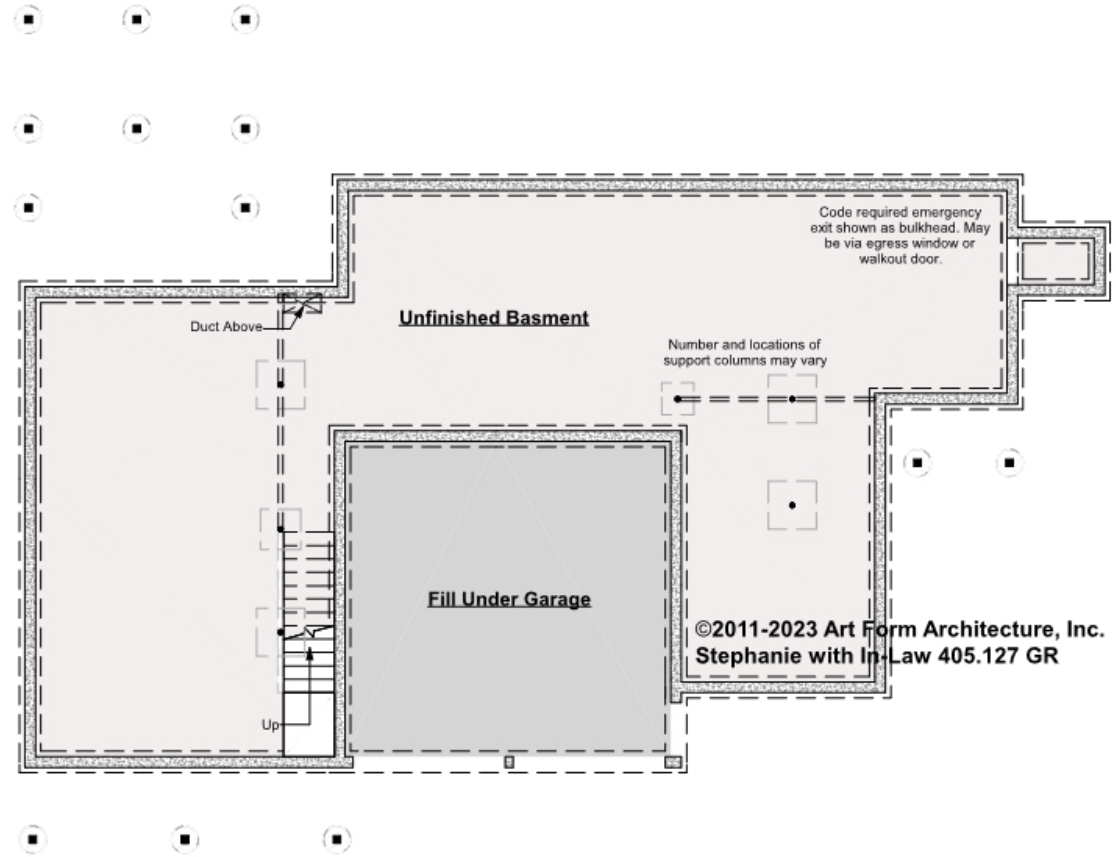 Code required emergency
exit shown as bulkhead. May
be via egress window or
walkout door.
Duct Above
Unfinished Basment
Number and locations of
support columns may vary
Fill Under Garage
©2011-2023 Art Form Architecture, Inc.
Stephanie with In-Law 405.127 GR
Up